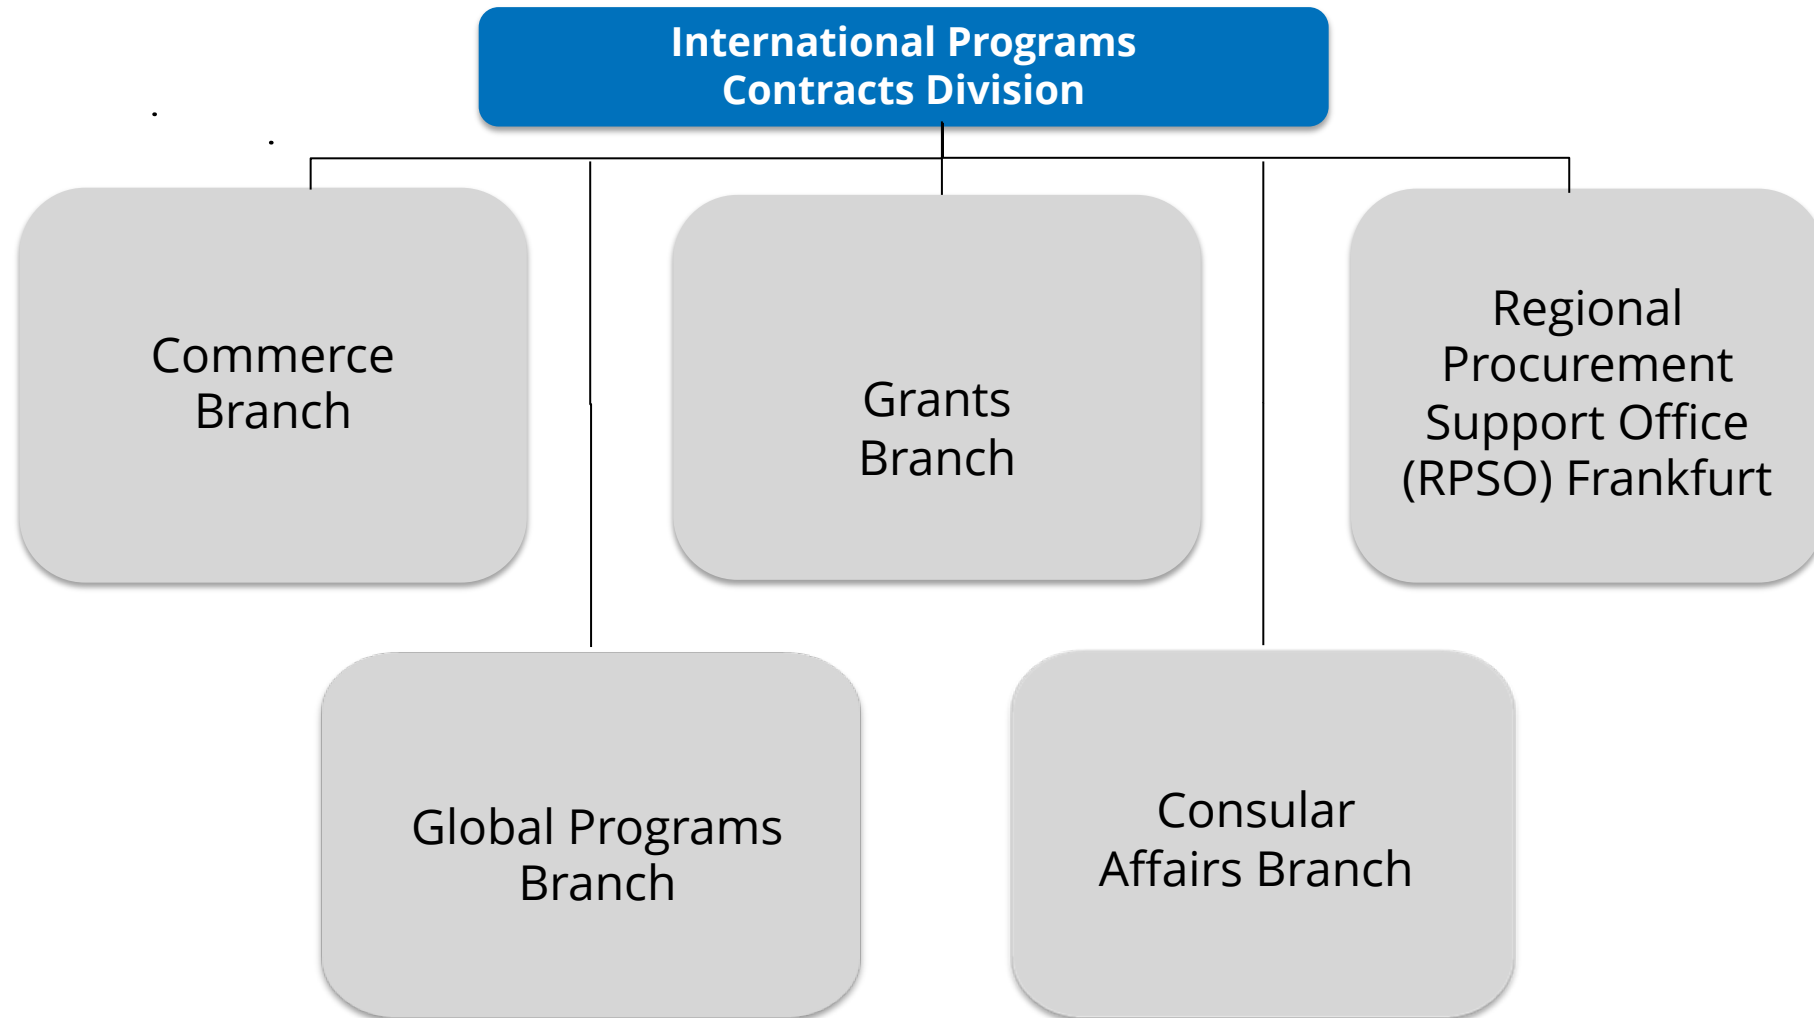 International Programs
Contracts Division
Commerce
Branch
Grants
Branch
Regional
Procurement
Support Office
(RPSO) Frankfurt
Global Programs
Branch
Consular
Affairs Branch